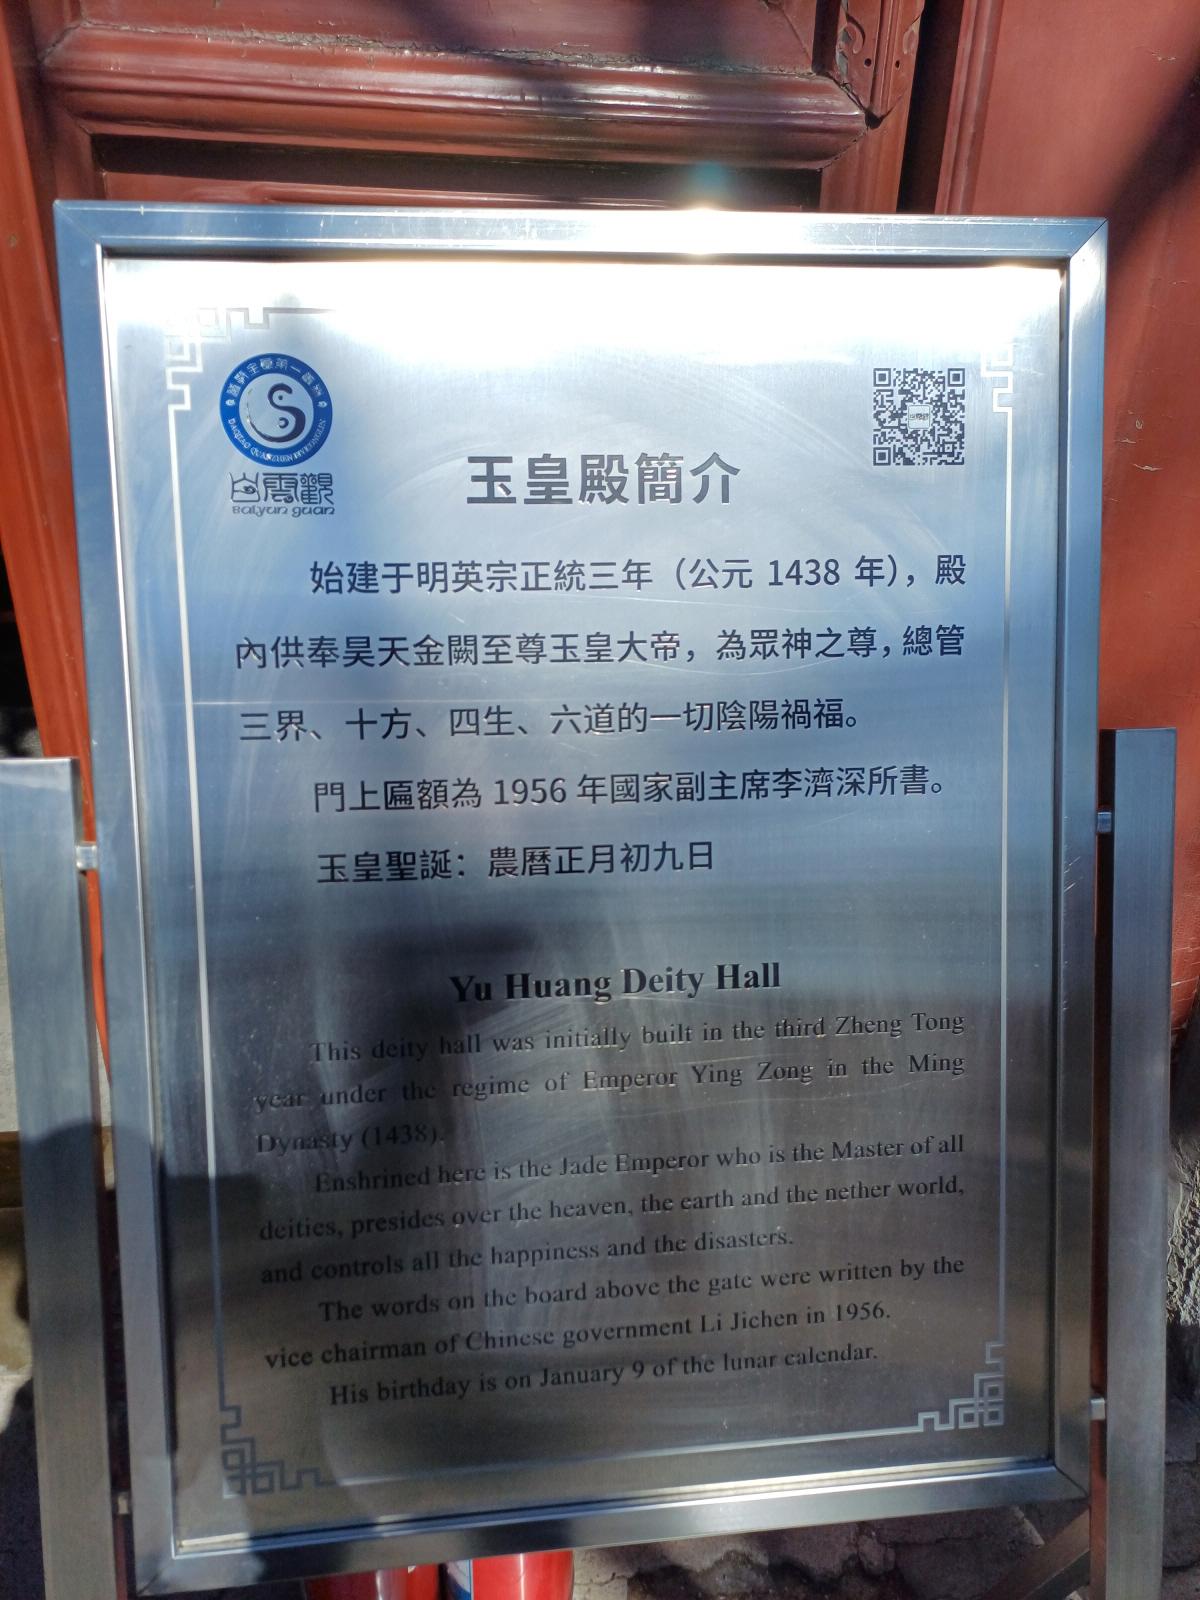 白雲觀
Baiyun guan
玉皇殿簡介
始建于明英宗正統三年（公元 1438 年），殿
內供奉昊天金闕至尊玉皇大帝，為眾神之尊，總管
三界、十方、四生、六道的一切陰陽禍福。
門上匾額為 1956 年國家副主席李濟深所書。
玉皇聖誕：農曆正月初九日
Yu Huang Deity Hall
This deity hall was initially built in the third Zheng Tong
year under the regime of Emperor Ying Zong in the Ming
Dynasty (1438).
Enshrined here is the Jade Emperor who is the Master of all
deities, presides over the heaven, the earth and the nether world,
and controls all the happiness and the disasters.
The words on the board above the gate were written by the
vice chairman of Chinese government Li Jichen in 1956.
His birthday is on January 9 of the lunar calendar.